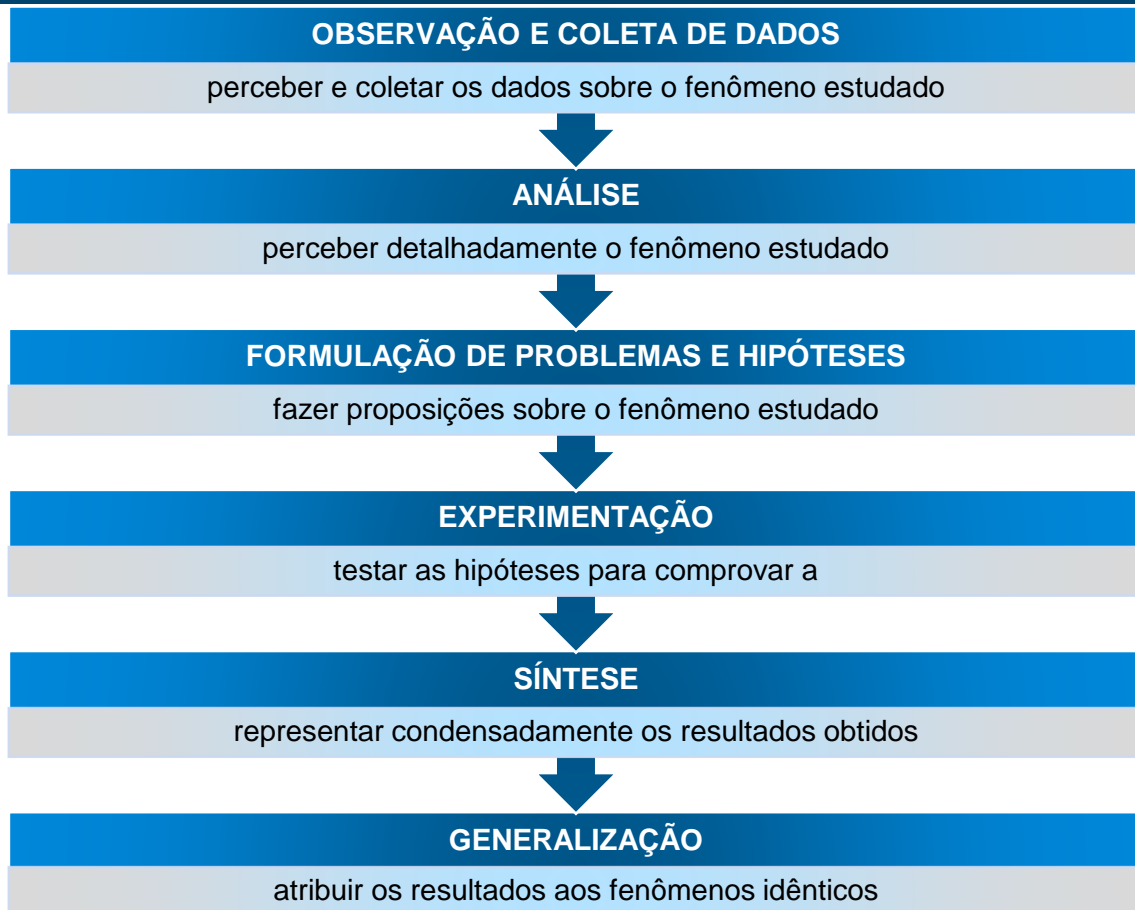 OBSERVAÇÃO E COLETA DE DADOS
perceber e coletar os dados sobre o fenômeno estudado
ANÁLISE
perceber detalhadamente o fenômeno estudado
FORMULAÇÃO DE PROBLEMAS E HIPÓTESES
fazer proposições sobre o fenômeno estudado
EXPERIMENTAÇÃO
testar as hipóteses para comprovar a
SÍNTESE
representar condensadamente os resultados obtidos
GENERALIZAÇÃO
atribuir os resultados aos fenômenos idênticos